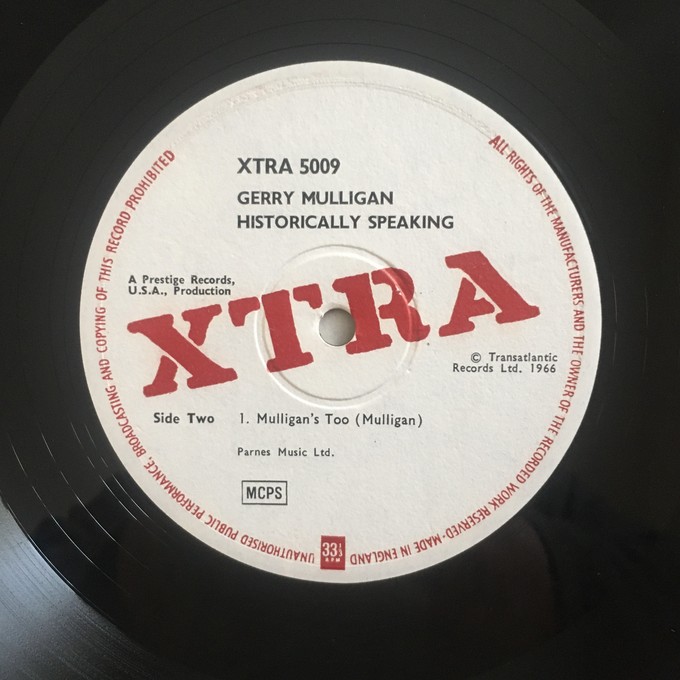 XTRA 5009
GERRY MULLIGAN
HISTORICALLY SPEAKING
A Prestige Records,
U.S.A., Production
XTRA
© Transatlantic
Records Ltd. 1966
Side Two 1. Mulligan's Too (Mulligan)
Parnes Music Ltd.
MCPS
33⅓
RPM
ALL RIGHTS OF THE MANUFACTURERS AND THE OWNER OF THE RECORDED WORK RESERVED·MADE IN ENGLAND
UNAUTHORISED PUBLIC PERFORMANCE, BROADCASTING AND COPYING OF THIS RECORD PROHIBITED